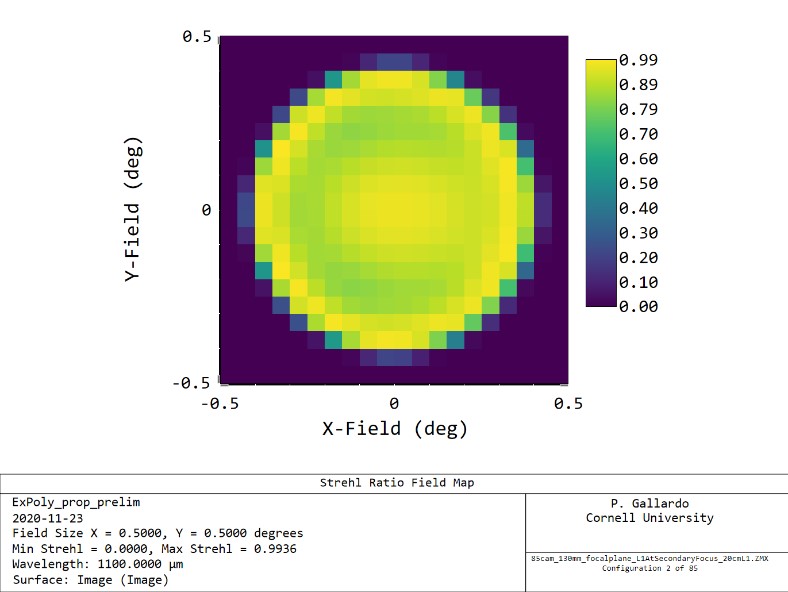 0.5
0
-0.5
Y-Field (deg)
-0.5
0
0.5
X-Field (deg)
0.99
0.89
0.79
0.70
0.60
0.50
0.40
0.30
0.20
0.10
0.00
Strehl Ratio Field Map
ExPoly_prop_prelim
2020-11-23
Field Size X = 0.5000, Y = 0.5000 degrees
Min Strehl = 0.0000, Max Strehl = 0.9936
Wavelength: 1100.0000 µm
Surface: Image (Image)
P. Gallardo
Cornell University
85cam_130mm_focalplane_L1AtSecondaryFocus_20cmL1.ZMX
Configuration 2 of 85